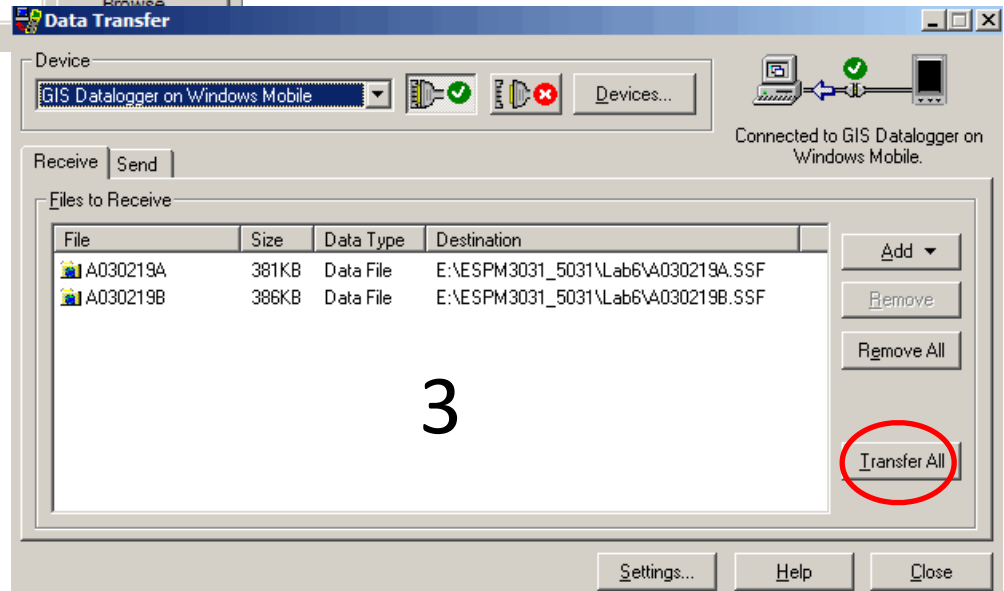 Browse
Data Transfer
Device
GIS Datalogger on Windows Mobile
Devices...
Connected to GIS Datalogger on
Windows Mobile.
Receive
Send
Files to Receive
File Size Data Type Destination
A030219A 381KB Data File E:\ESPM3031_5031\Lab6\A030219A.SSF
A030219B 386KB Data File E:\ESPM3031_5031\Lab6\A030219B.SSF
Add
Remove
Remove All
3
Transfer All
Settings...
Help
Close